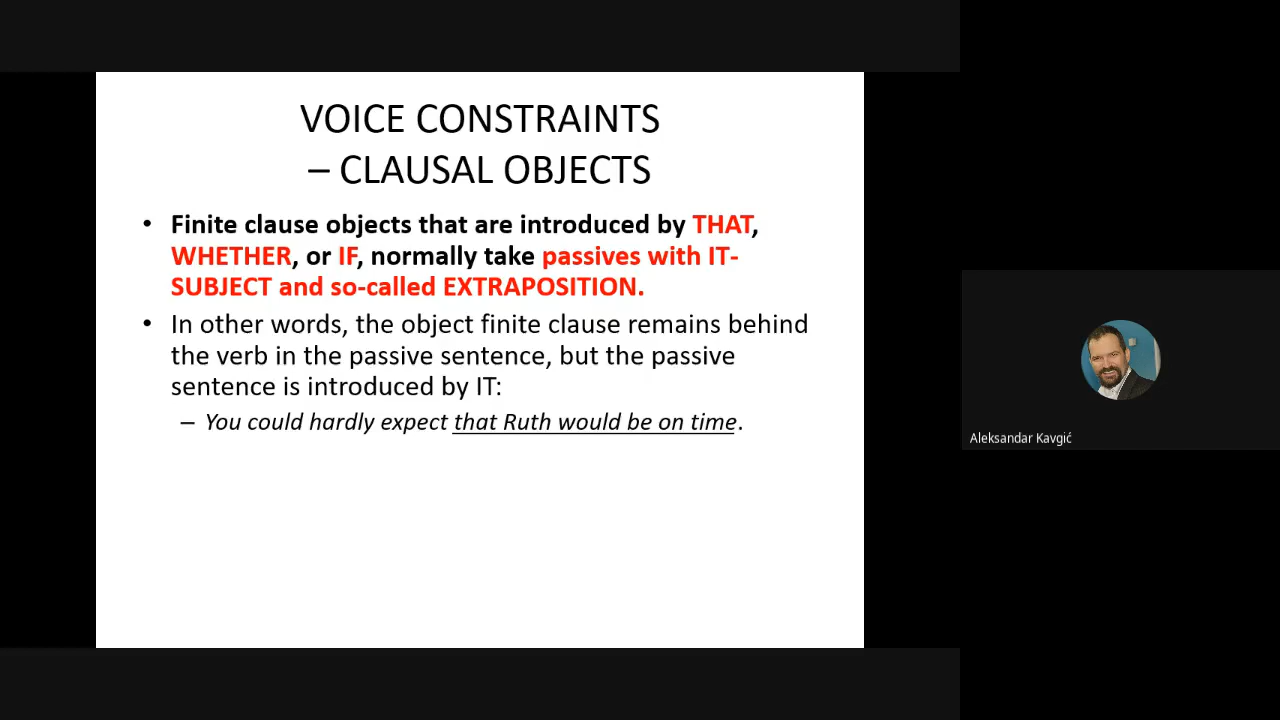 VOICE CONSTRAINTS
– CLAUSAL OBJECTS
• Finite clause objects that are introduced by THAT,
WHETHER, or IF, normally take passives with IT-
SUBJECT and so-called EXTRAPOSITION.
• In other words, the object finite clause remains behind
the verb in the passive sentence, but the passive
sentence is introduced by IT:
– You could hardly expect that Ruth would be on time.
Aleksandar Kavgić